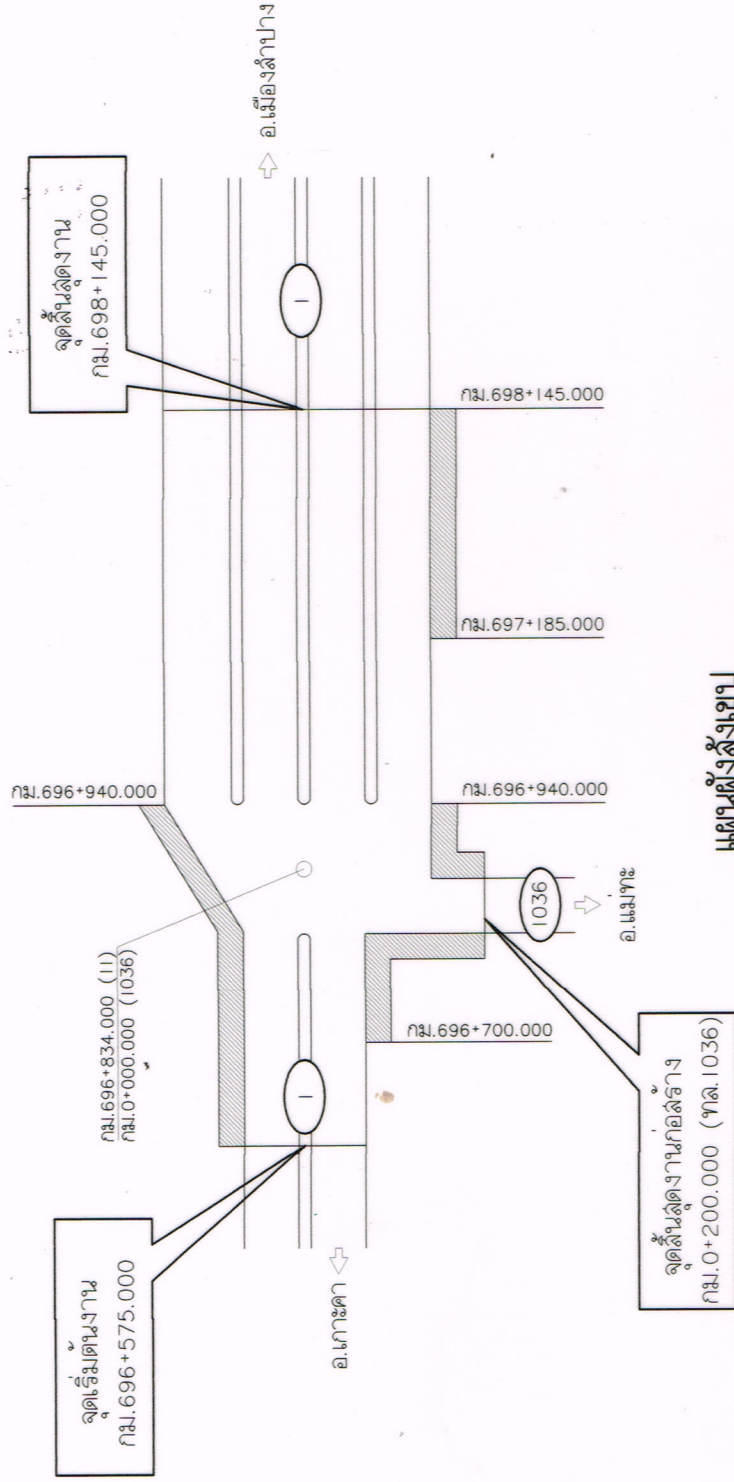 จุดเริ่มต้นงาน
กม.696+575.000
จุดสิ้นสุดงาน
กม.698+145.000
กม.696+940.000
กม.696+834.000 (11)
กม.0+000.000 (1036)
อ.เกาะคา
1
1
อ.เมืองลำปาง
กม.696+700.000
กม.696+940.000
กม.697+185.000
กม.698+145.000
1036
อ.แม่ทะ
จุดสิ้นสุดงานก่อสร้าง
กม.0+200.000 (ทล.1036)
แผนผังสังเขป